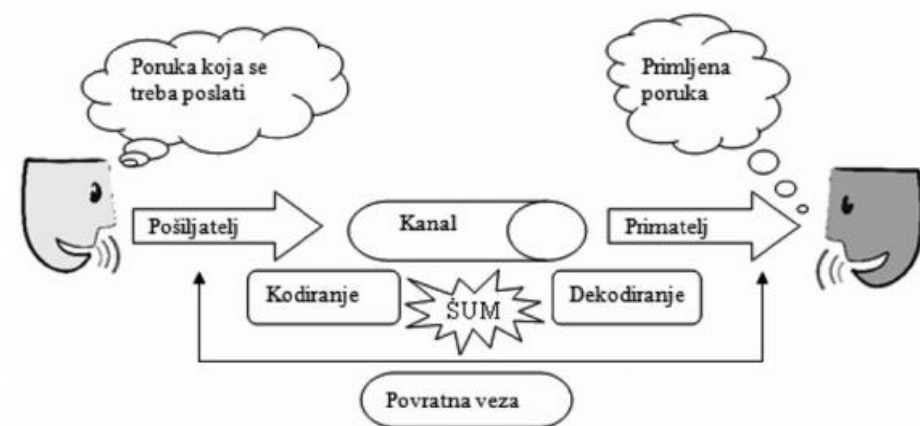 Poruka koja se
treba poslati
Primljena
poruka
Pošiljatelj
Kanal
Primatelj
Kodiranje
ŠUM
Dekodiranje
Povratna veza